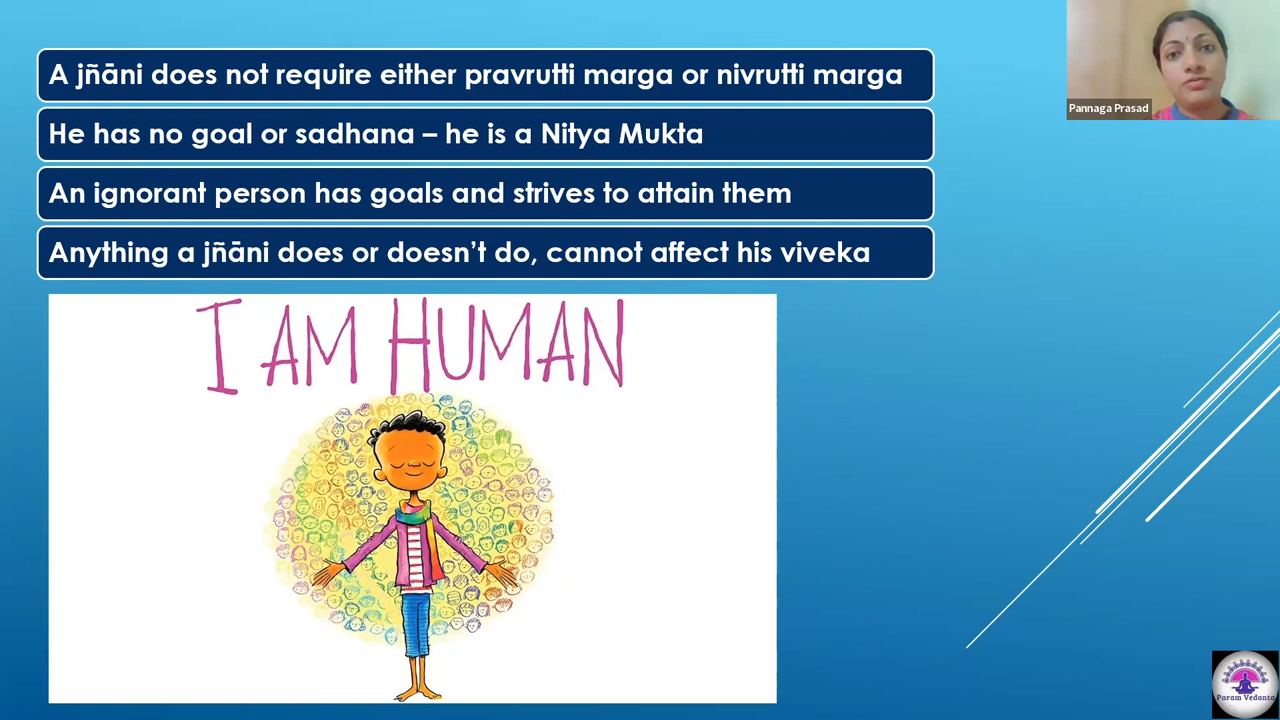 A jñāni does not require either pravrutti marga or nivrutti marga
He has no goal or sadhana – he is a Nitya Mukta
An ignorant person has goals and strives to attain them
Anything a jñāni does or doesn’t do, cannot affect his viveka
I AM HUMAN
Pannaga Prasad
Param Vedanta